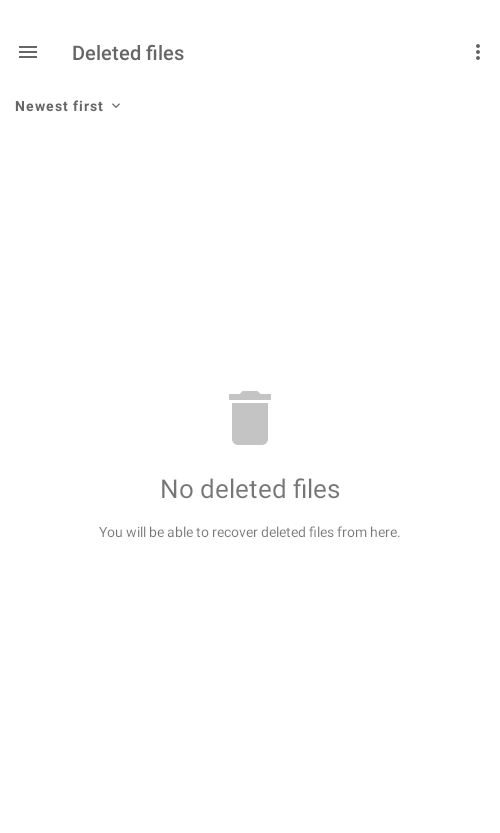 Deleted files
Newest first
No deleted files
You will be able to recover deleted files from here.